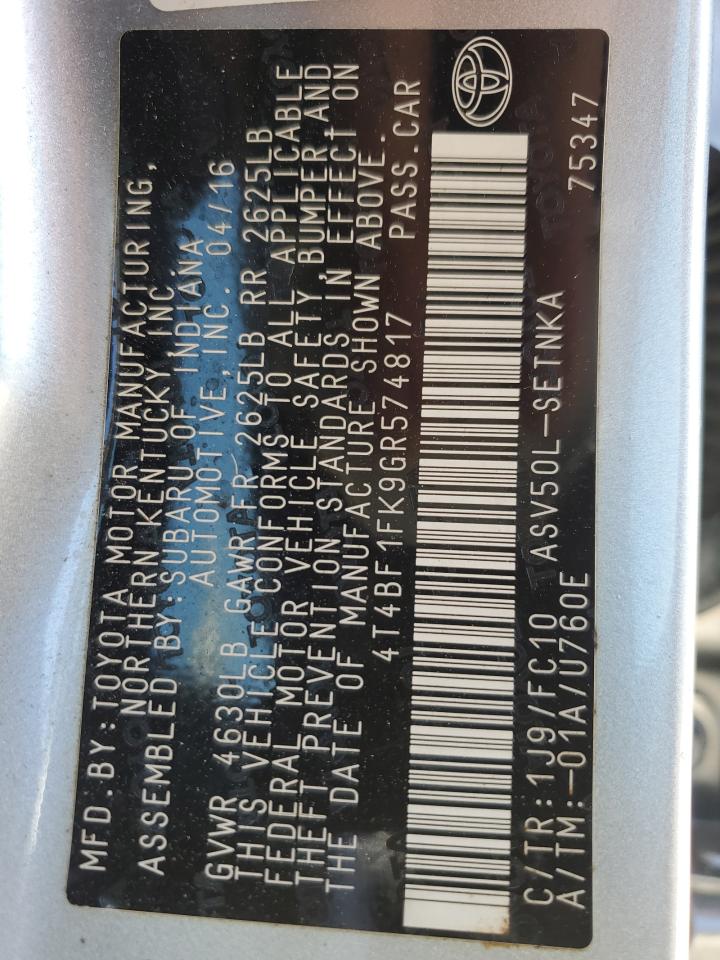 MFD.BY:TOYOTA MOTOR MANUFACTURING,
NORTHERN KENTUCKY INC.
ASSEMBLED BY:SUBARU OF INDIANA
AUTOMOTIVE,INC. 04/16
GVWR 4630LB GAWR FR 2625LB RR 2625LB
THIS VEHICLE CONFORMS TO ALL APPLICABLE
FEDERAL MOTOR VEHICLE SAFETY,BUMPER,AND
THEFT PREVENTION STANDARDS IN EFFECT ON
THE DATE OF MANUFACTURE SHOWN ABOVE.
4T4BF1FK9GR574817 PASS.CAR
C/TR:1J9/FC10 ASV50L-SETNKA
A/TM:-01A/U760E 75347